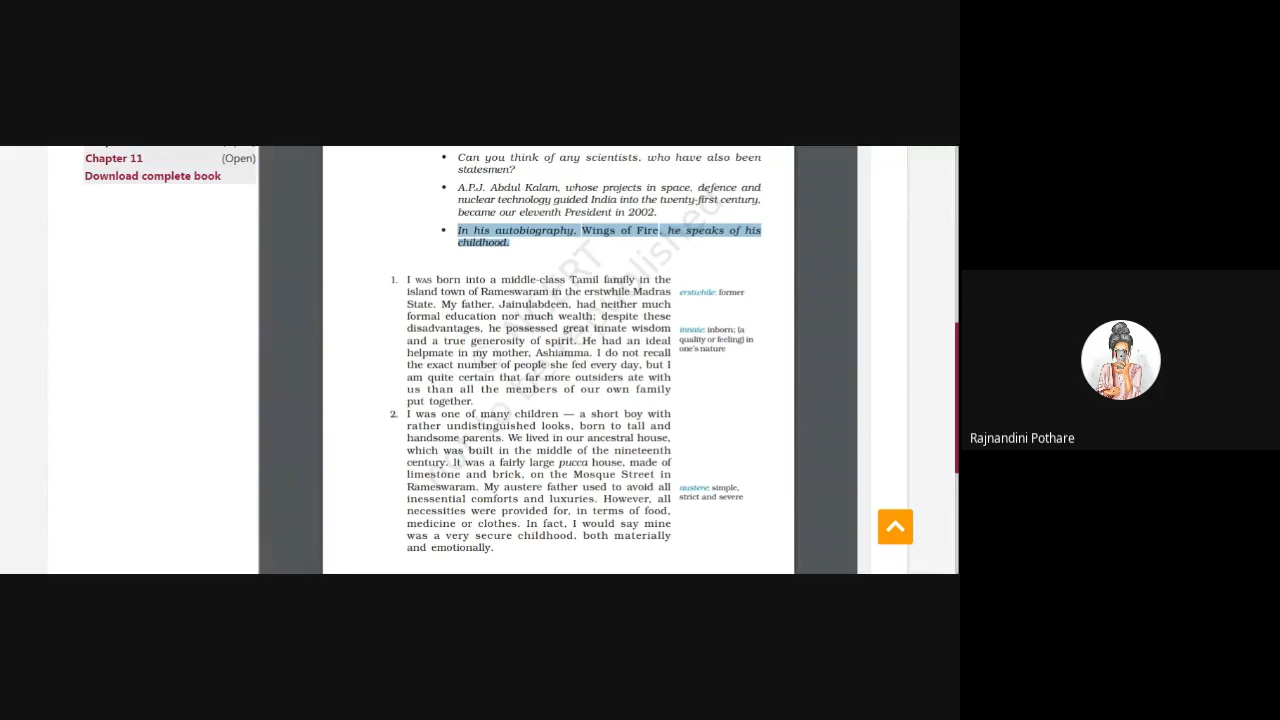 Chapter 11 (Open)
Download complete book
• Can you think of any scientists, who have also been
statesmen?
• A.P.J. Abdul Kalam, whose projects in space, defence and
nuclear technology guided India into the twenty-first century,
became our eleventh President in 2002.
• In his autobiography, Wings of Fire, he speaks of his
childhood.
1. I was born into a middle-class Tamil family in the
island town of Rameswaram in the erstwhile Madras
State. My father, Jainulabdeen, had neither much
formal education nor much wealth; despite these
disadvantages, he possessed great innate wisdom
and a true generosity of spirit. He had an ideal
helpmate in my mother, Ashiamma. I do not recall
the exact number of people she fed every day, but I
am quite certain that far more outsiders ate with
us than all the members of our own family
put together.
erstwhile: former
innate: inborn; (a
quality or feeling) in
one's nature
2. I was one of many children — a short boy with
rather undistinguished looks, born to tall and
handsome parents. We lived in our ancestral house,
which was built in the middle of the nineteenth
century. It was a fairly large pucca house, made of
limestone and brick, on the Mosque Street in
Rameswaram. My austere father used to avoid all
inessential comforts and luxuries. However, all
necessities were provided for, in terms of food,
medicine or clothes. In fact, I would say mine
was a very secure childhood, both materially
and emotionally.
austere: simple,
strict and severe
Rajnandini Pothare